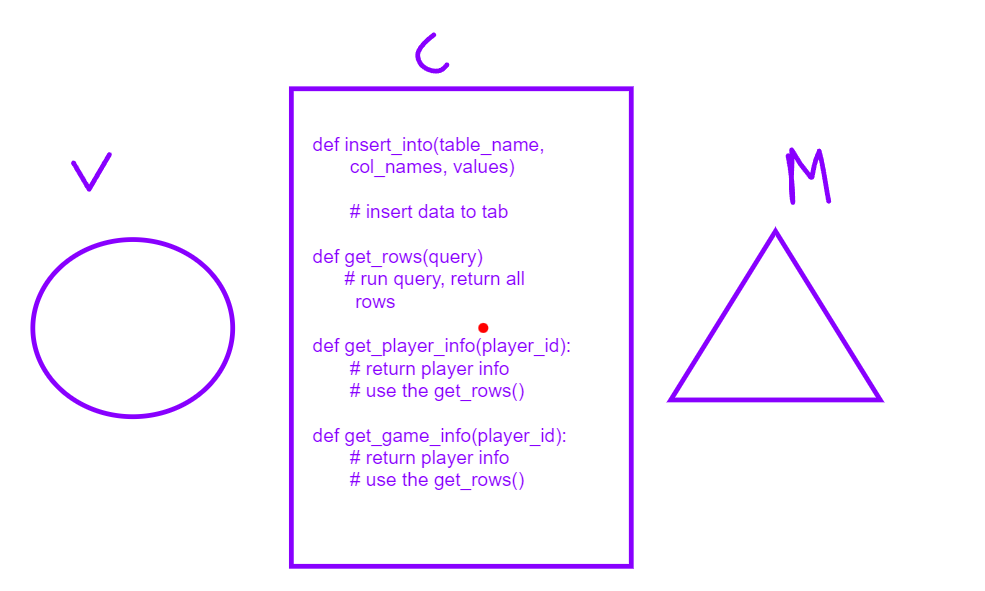 C
V
M
def insert_into(table_name,
col_names, values)
# insert data to tab
def get_rows(query)
# run query, return all
rows
def get_player_info(player_id):
# return player info
# use the get_rows()
def get_game_info(player_id):
# return player info
# use the get_rows()